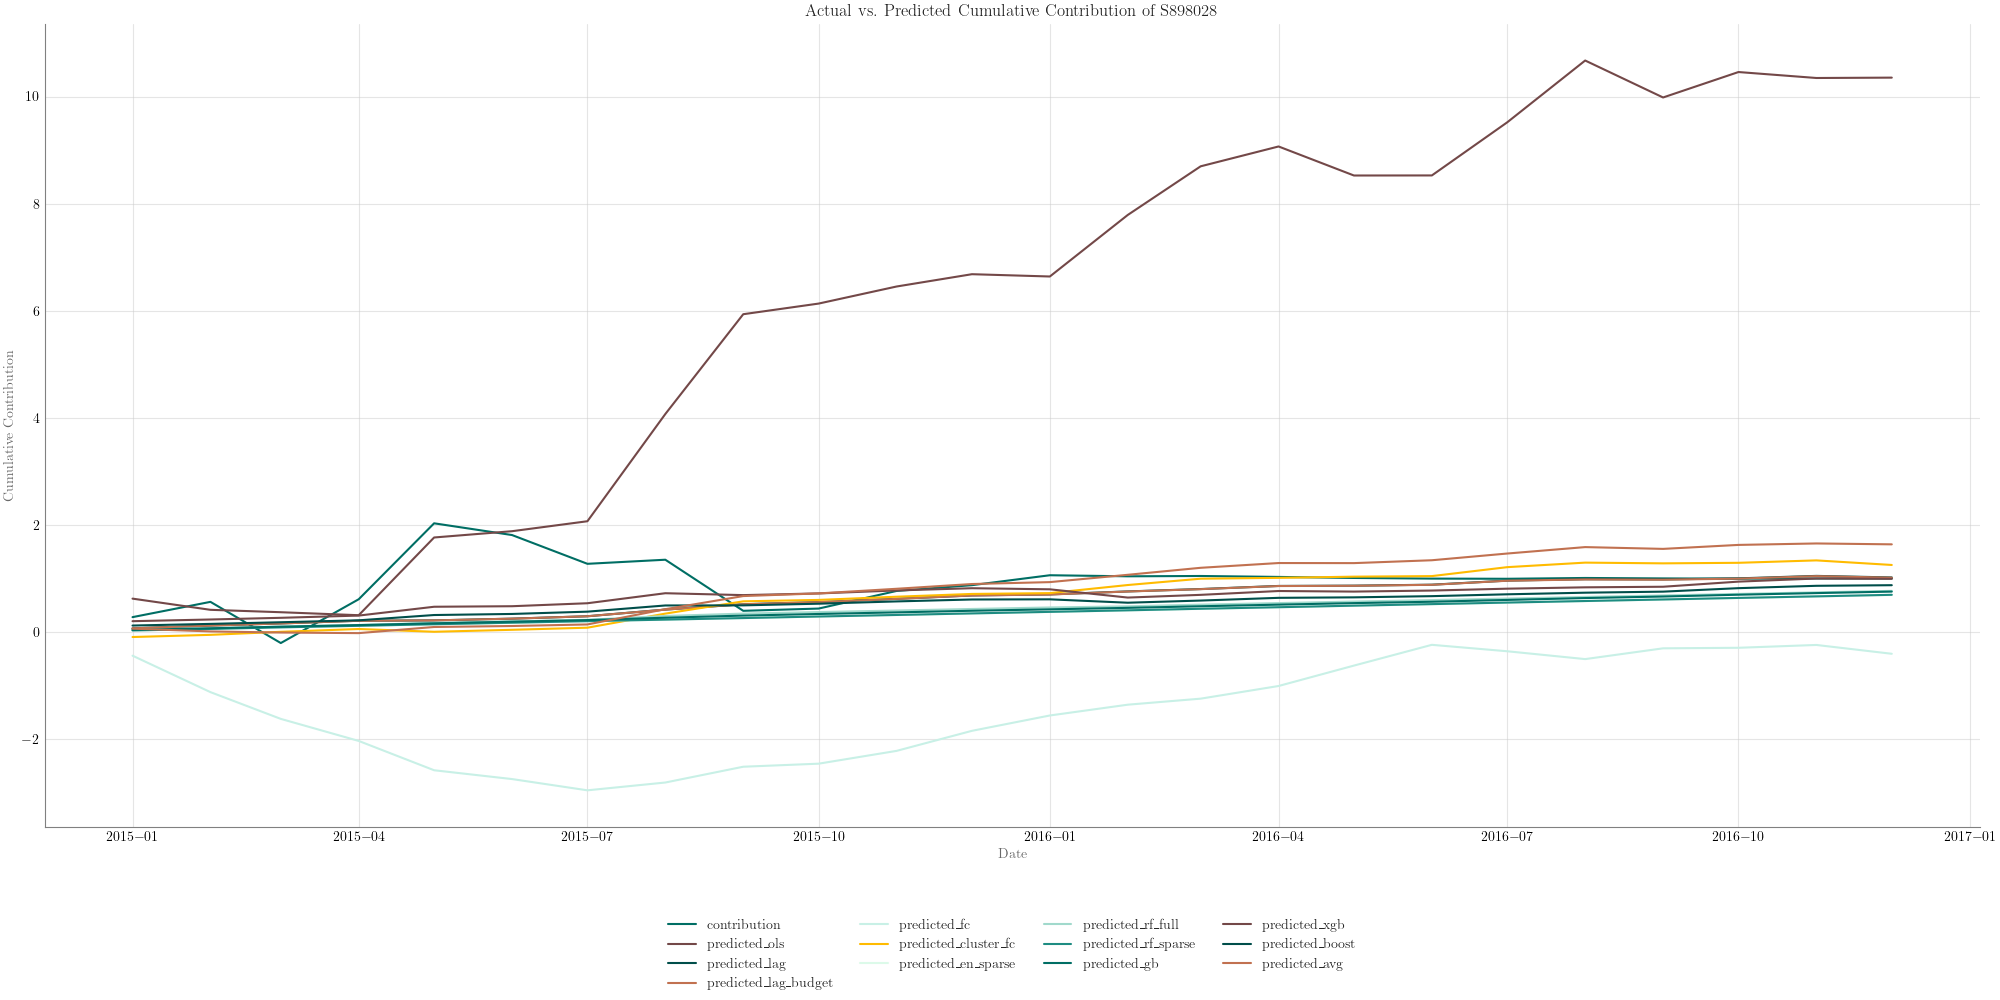 Actual vs. Predicted Cumulative Contribution of S898028
Cumulative Contribution
10
8
6
4
2
0
−2
2015−01 2015−04 2015−07 2015−10 2016−01 2016−04 2016−07 2016−10 2017−01
Date
contribution predicted_fc predicted_rf_full predicted_xgb
predicted_ols predicted_cluster_fc predicted_rf_sparse predicted_boost
predicted_lag predicted_en_sparse predicted_gb predicted_avg
predicted_lag_budget